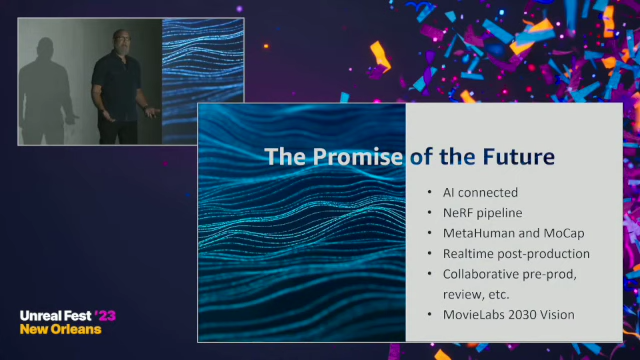 The Promise of the Future
• AI connected
• NeRF pipeline
• MetaHuman and MoCap
• Realtime post-production
• Collaborative pre-prod,
review, etc.
• MovieLabs 2030 Vision
Unreal Fest '23
New Orleans